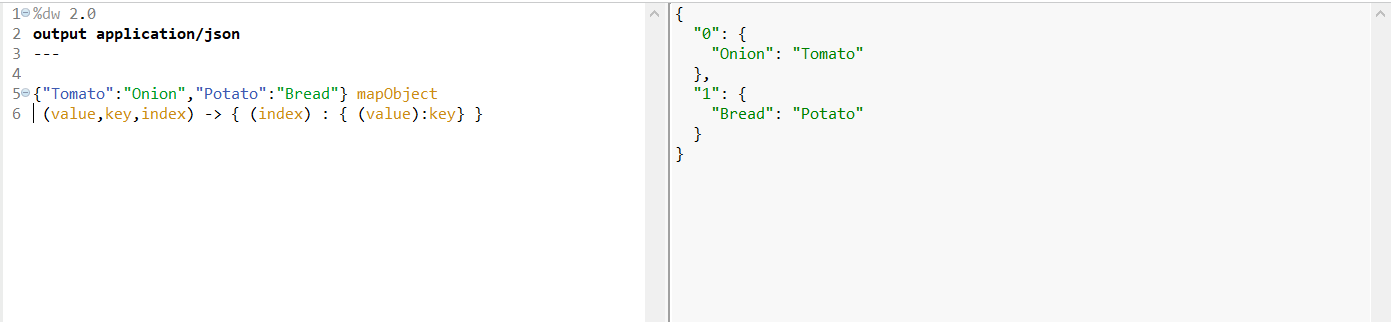 1 %dw 2.0
2 output application/json
3 ---
4
5 {"Tomato":"Onion","Potato":"Bread"} mapObject
6 (value,key,index) -> { (index) : { (value):key} }
{
  "0": {
    "Onion": "Tomato"
  },
  "1": {
    "Bread": "Potato"
  }
}